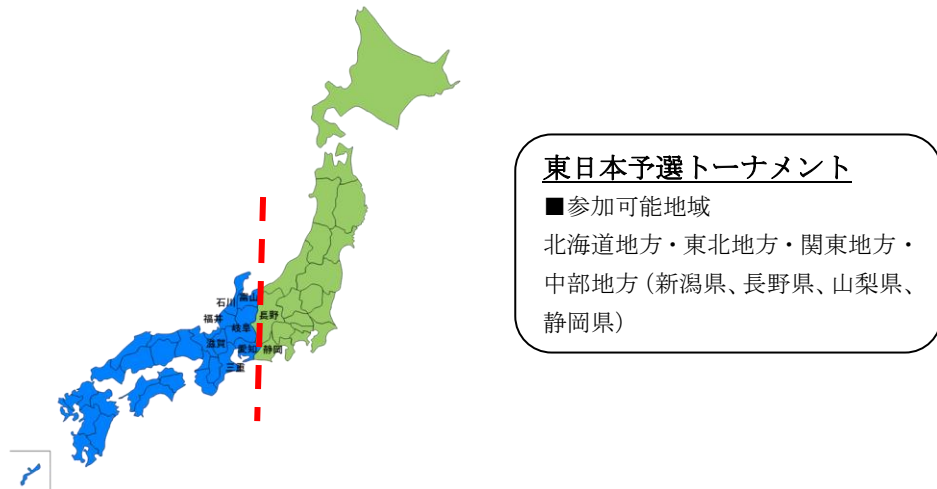 富山
石川
長野
福井
岐阜
滋賀
愛知
静岡
三重
東日本予選トーナメント
■参加可能地域
北海道地方・東北地方・関東地方・
中部地方（新潟県、長野県、山梨県、
静岡県）